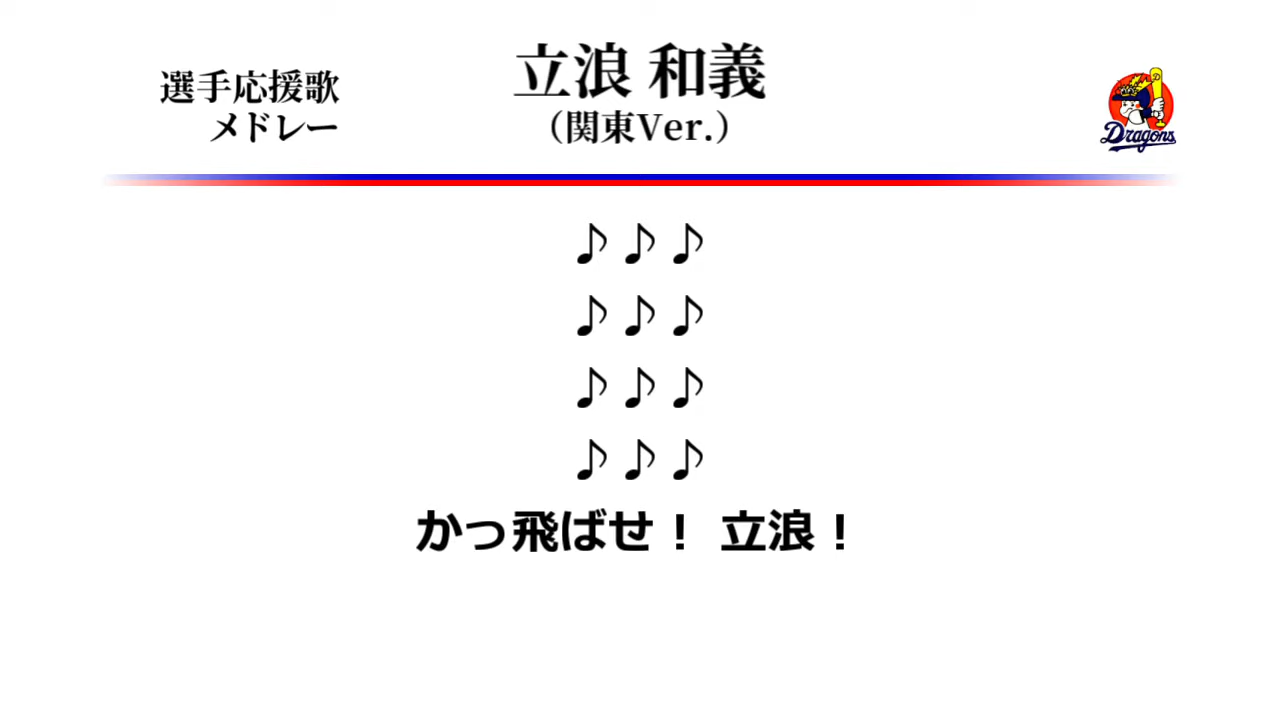 選手応援歌
メドレー
立浪 和義
（関東Ver.）
Dragons
♪ ♪ ♪
♪ ♪ ♪
♪ ♪ ♪
♪ ♪ ♪
かっ飛ばせ！ 立浪！